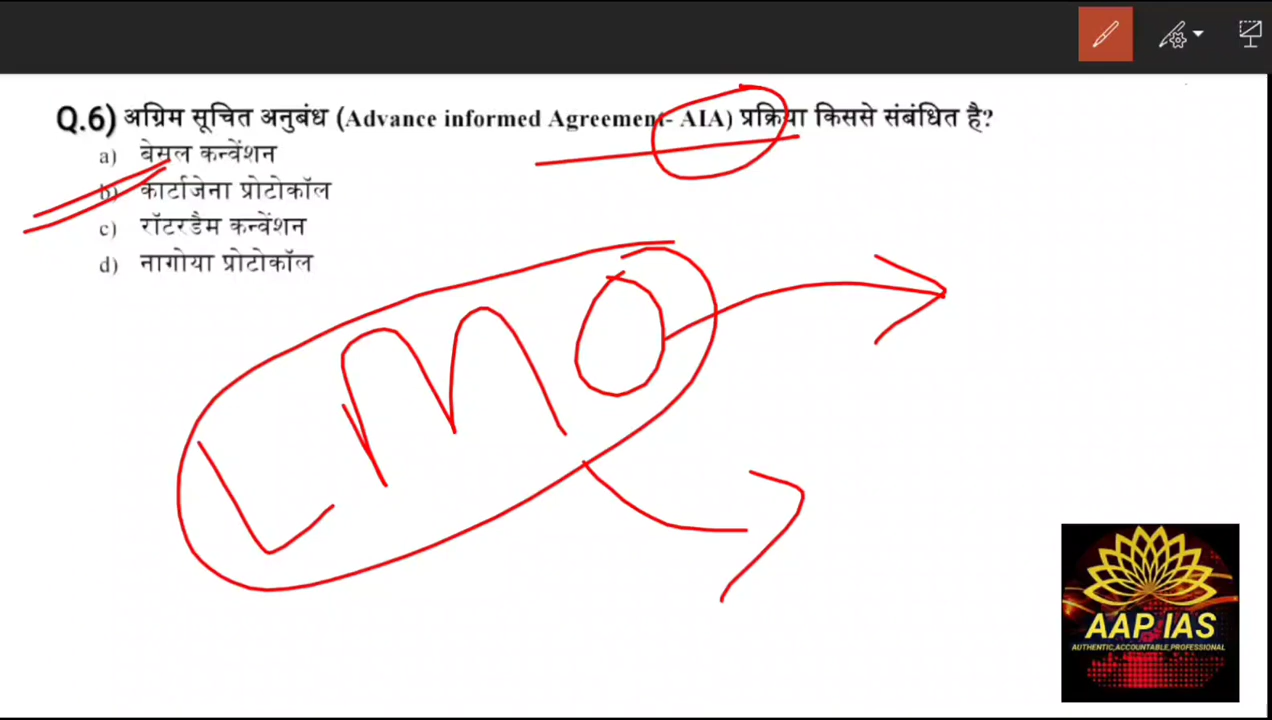 Q.6) अग्रिम सूचित अनुबंध (Advance informed Agreement- AIA) प्रक्रिया किससे संबंधित है?
a) बेसल कन्वेंशन
b) कार्टाजेना प्रोटोकॉल
c) रॉटरडैम कन्वेंशन
d) नागोया प्रोटोकॉल
LMO
AAP IAS
AUTHENTIC,ACCOUNTABLE,PROFESSIONAL